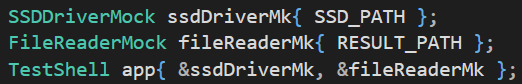 SSDDriverMock ssdDriverMk{ SSD_PATH };
FileReaderMock fileReaderMk{ RESULT_PATH };
TestShell app{ &ssdDriverMk, &fileReaderMk };